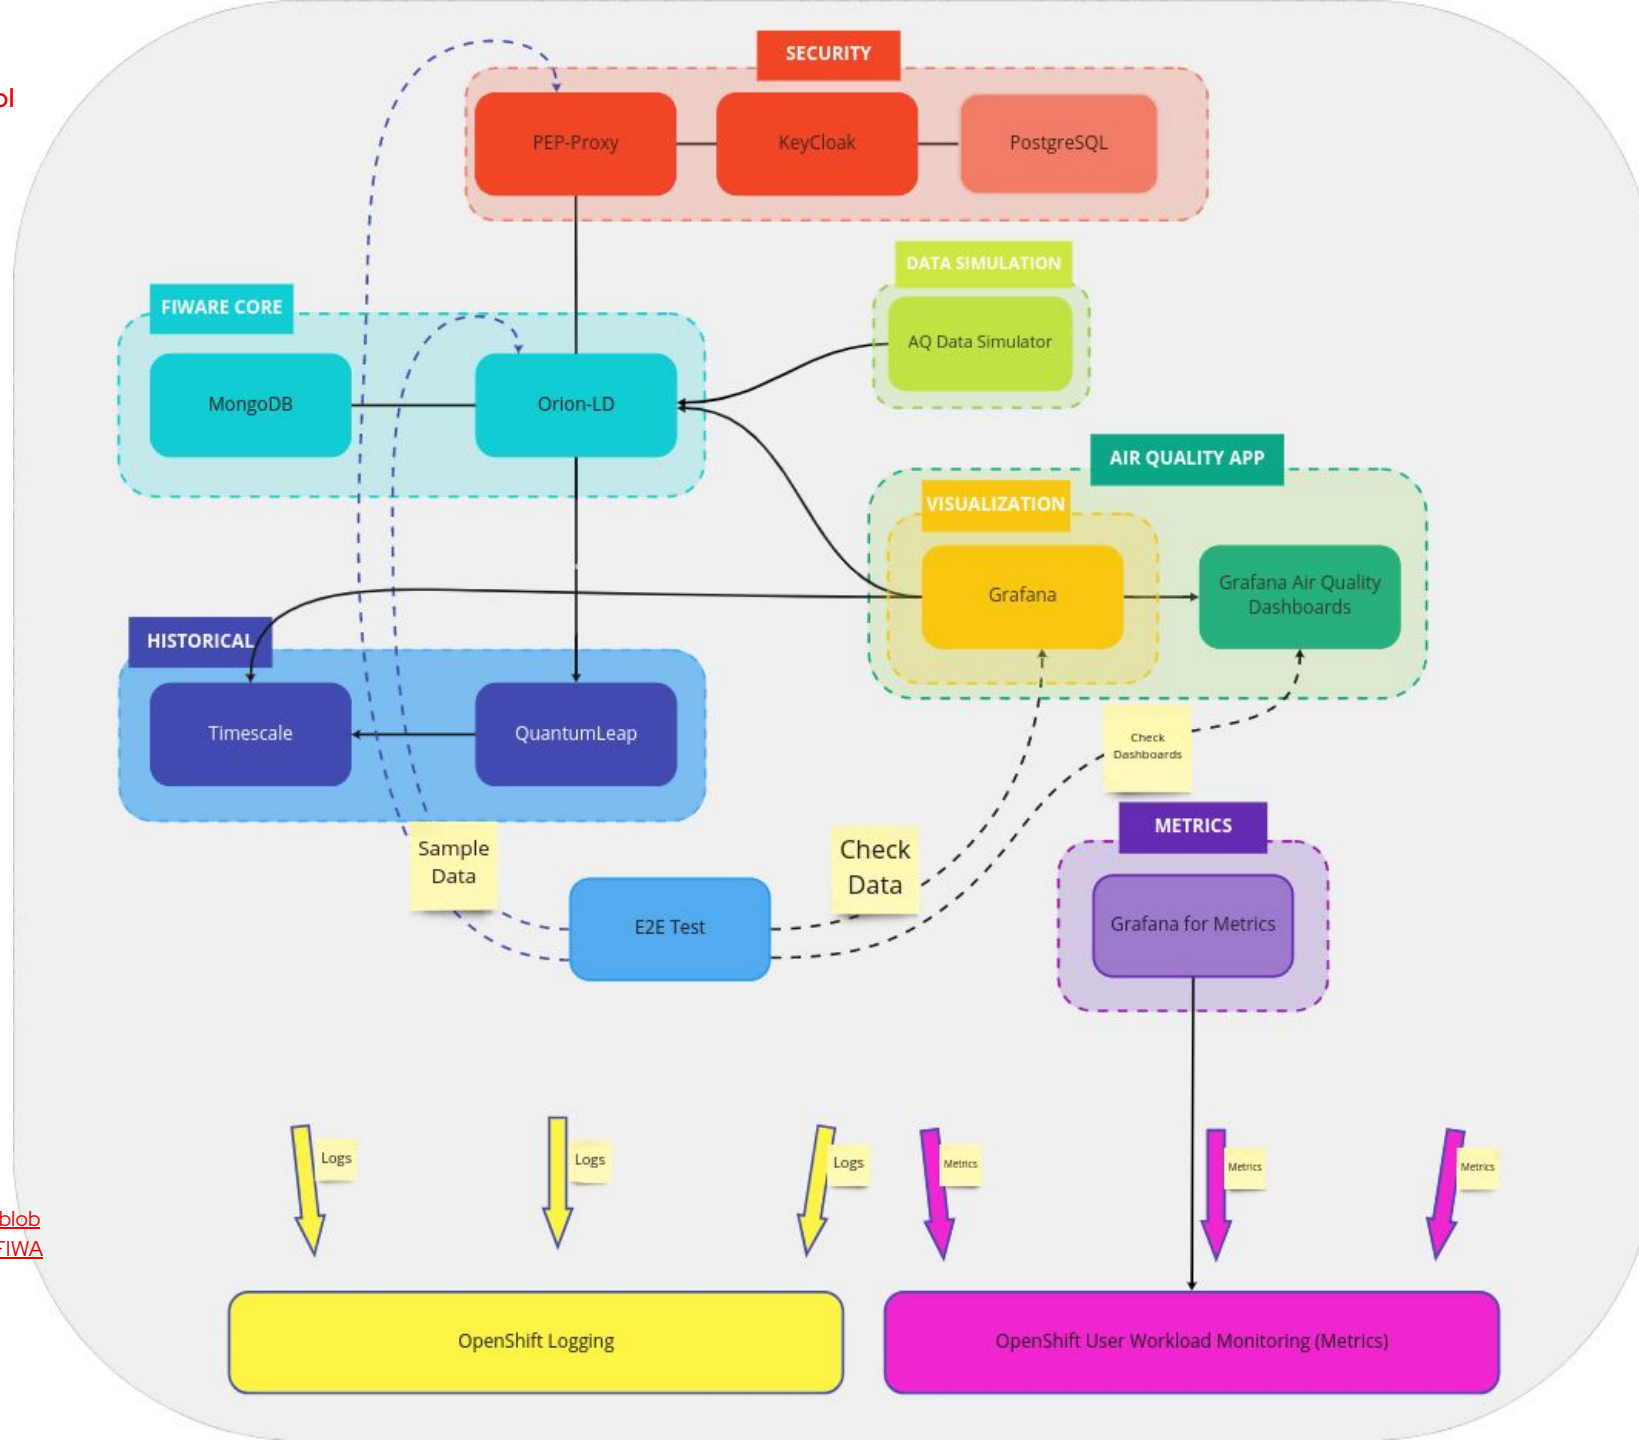 SECURITY
ol
PEP-Proxy
KeyCloak
PostgreSQL
DATA SIMULATION
FIWARE CORE
AQ Data Simulator
MongoDB
Orion-LD
AIR QUALITY APP
VISUALIZATION
Grafana
Grafana Air Quality
Dashboards
HISTORICAL
Timescale
QuantumLeap
Check
Dashboards
METRICS
Sample
Data
Check
Data
E2E Test
Grafana for Metrics
Logs
Logs
Logs
Metrics
Metrics
Metrics
blob
FIWA
OpenShift Logging
OpenShift User Workload Monitoring (Metrics)